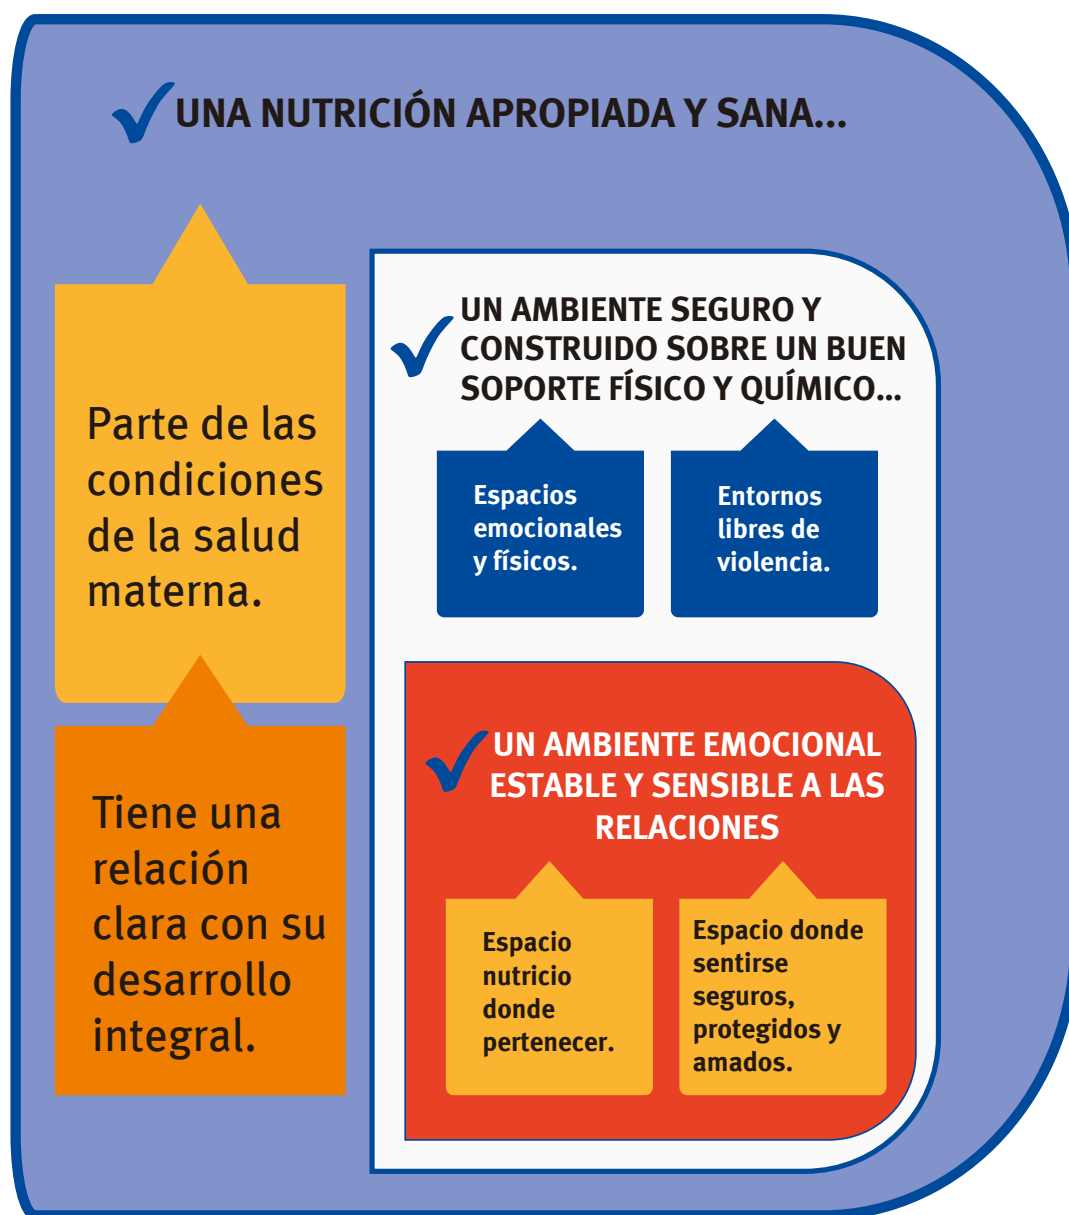 UNA NUTRICIÓN APROPIADA Y SANA...
Parte de las
condiciones
de la salud
materna.
Tiene una
relación
clara con su
desarrollo
integral.
UN AMBIENTE SEGURO Y
CONSTRUIDO SOBRE UN BUEN
SOPORTE FÍSICO Y QUÍMICO...
Espacios
emocionales
y físicos.
Entornos
libres de
violencia.
UN AMBIENTE EMOCIONAL
ESTABLE Y SENSIBLE A LAS
RELACIONES
Espacio
nutricio
donde
pertenecer.
Espacio donde
sentirse
seguros,
protegidos y
amados.